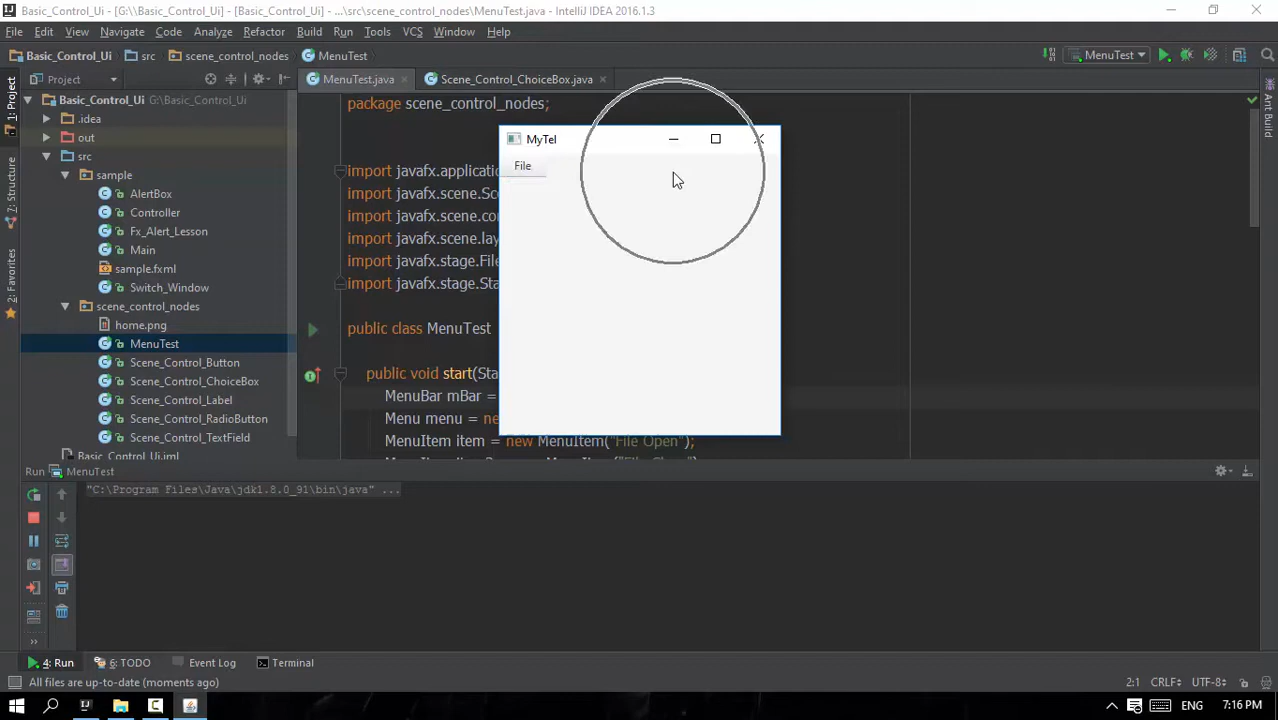 Basic_Control_Ui - [G:\\Basic_Control_Ui] - [Basic_Control_Ui] - ...\src\scene_control_nodes\MenuTest.java - IntelliJ IDEA 2016.1.3
File Edit View Navigate Code Analyze Refactor Build Run Tools VCS Window Help
Basic_Control_Ui src scene_control_nodes MenuTest
MenuTest
Project
MenuTest.java
Scene_Control_ChoiceBox.java
1: Project
Structure
2: Favorites
Ant Build
Basic_Control_Ui G:\Basic_Control_Ui
.idea
out
src
sample
AlertBox
Controller
Fx_Alert_Lesson
Main
sample.fxml
Switch_Window
scene_control_nodes
home.png
MenuTest
Scene_Control_Button
Scene_Control_ChoiceBox
Scene_Control_Label
Scene_Control_RadioButton
Scene_Control_TextField
Basic_Control_Ui.iml
package scene_control_nodes;
import javafx.applicatio
import javafx.scene.Sc
import javafx.scene.co
import javafx.scene.lay
import javafx.stage.File
import javafx.stage.Sta
public class MenuTest
public void start(Sta
MenuBar mBar =
Menu menu = ne
MenuItem item = new MenuItem("File Open");
MyTel
File
Run MenuTest
"C:\Program Files\Java\jdk1.8.0_91\bin\java" ...
4: Run 6: TODO Event Log Terminal
All files are up-to-date (moments ago)
2:1 CRLF UTF-8
ENG 7:16 PM